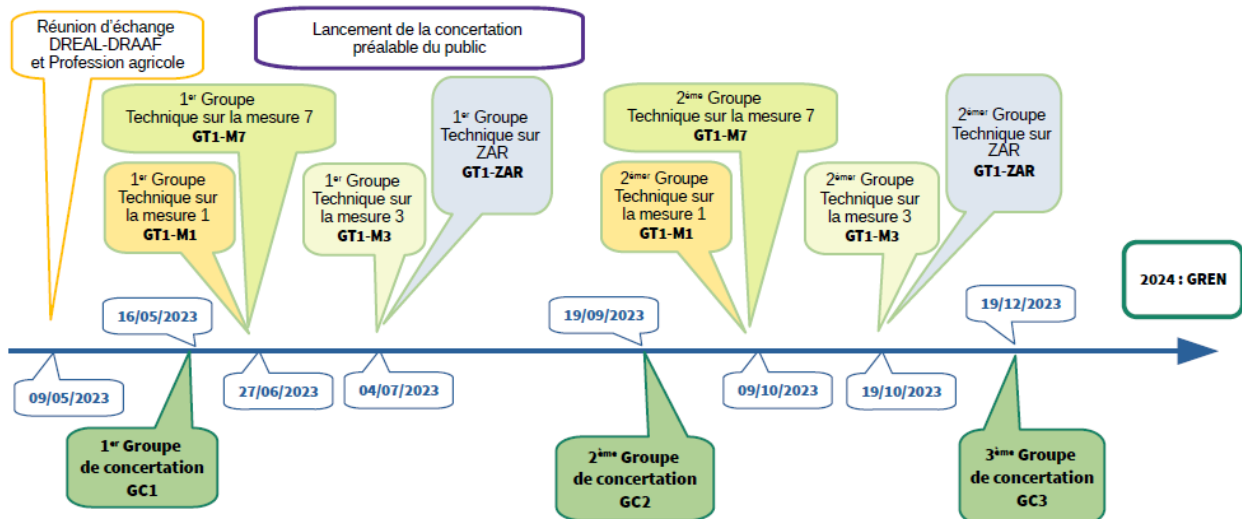 Réunion d'échange
DREAL-DRAAF
et Profession agricole
Lancement de la concertation
préalable du public
1er Groupe
Technique sur la mesure 7
GT1-M7
1er Groupe
Technique sur
ZAR
GT1-ZAR
1er Groupe
Technique sur
la mesure 1
GT1-M1
1er Groupe
Technique sur
la mesure 3
GT1-M3
2ème Groupe
Technique sur la mesure 7
GT1-M7
2émer Groupe
Technique sur
ZAR
GT1-ZAR
2émer Groupe
Technique sur
la mesure 1
GT1-M1
2émer Groupe
Technique sur
la mesure 3
GT1-M3
2024 : GREN
16/05/2023
19/09/2023
19/12/2023
09/05/2023
27/06/2023
04/07/2023
09/10/2023
19/10/2023
1er Groupe
de concertation
GC1
2ème Groupe
de concertation
GC2
3ème Groupe
de concertation
GC3